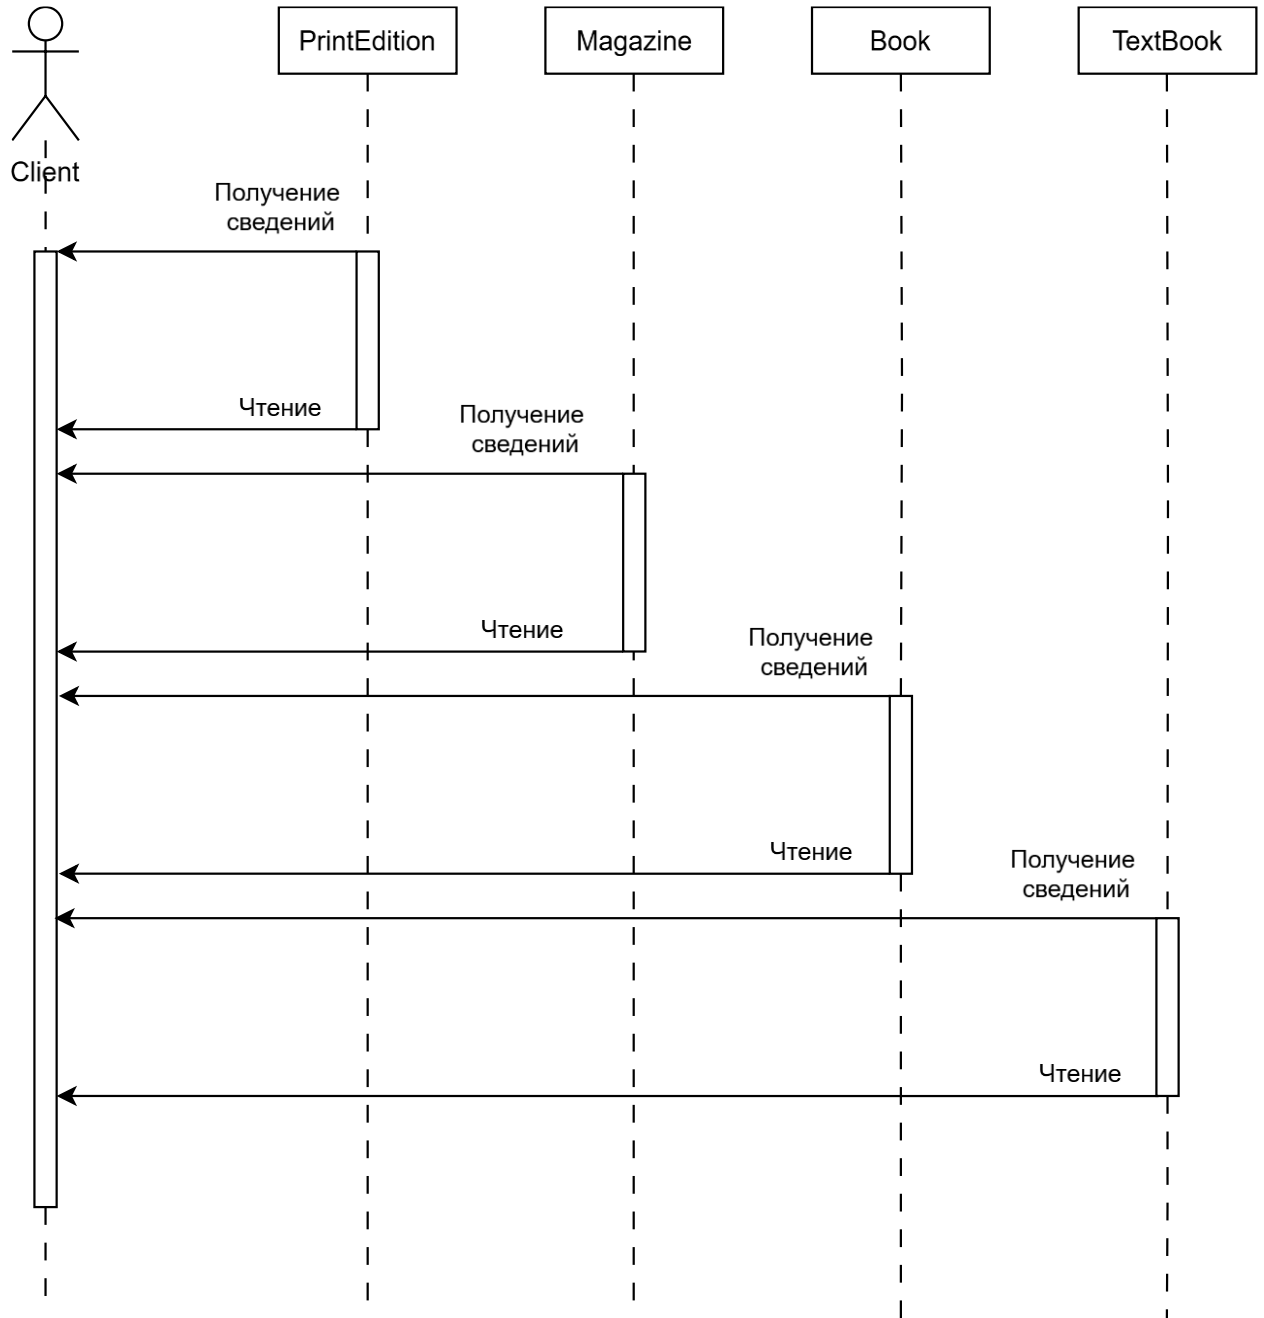 PrintEdition
Magazine
Book
TextBook
Client
Получение
сведений
Чтение
Получение
сведений
Чтение
Получение
сведений
Чтение
Получение
сведений
Чтение